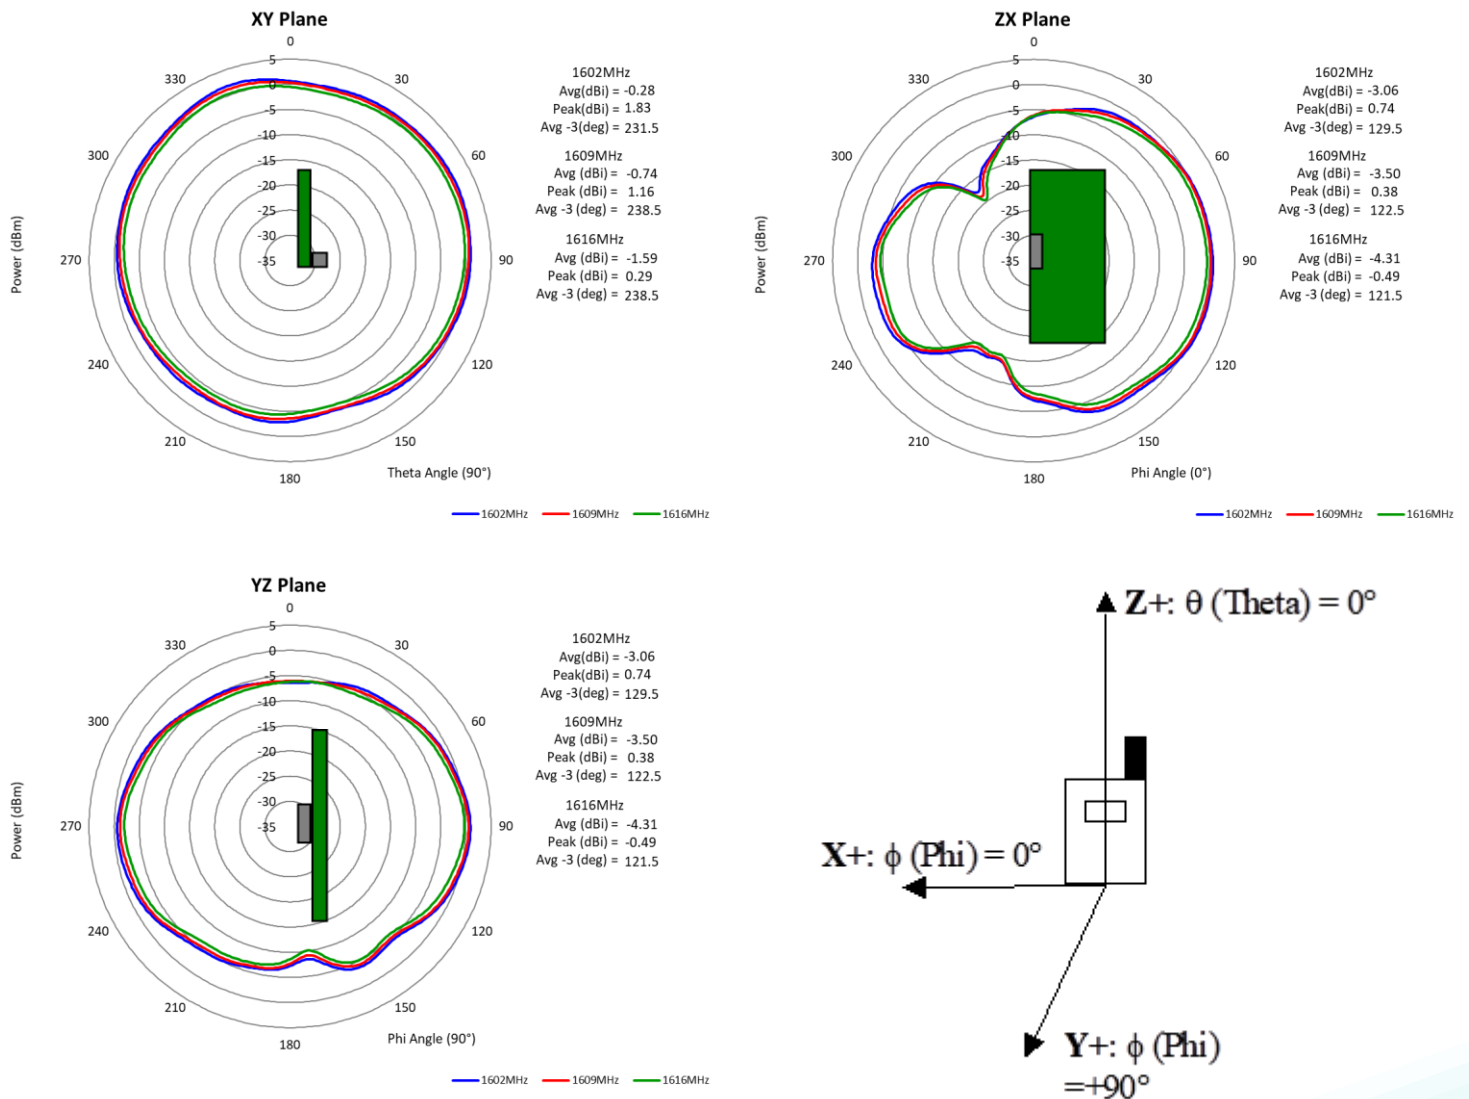 XY Plane
0
330
30
300
60
270
90
240
120
210
150
180
5
0
-5
-10
-15
-20
-25
-30
-35
Power (dBm)
Theta Angle (90°)
1602MHz
Avg(dBi) = -0.28
Peak(dBi) = 1.83
Avg -3(deg) = 231.5
1609MHz
Avg (dBi) = -0.74
Peak (dBi) = 1.16
Avg -3 (deg) = 238.5
1616MHz
Avg (dBi) = -1.59
Peak (dBi) = 0.29
Avg -3 (deg) = 238.5
1602MHz 1609MHz 1616MHz
ZX Plane
0
330
30
300
60
270
90
240
120
210
150
180
5
0
-5
-10
-15
-20
-25
-30
-35
Power (dBm)
Phi Angle (0°)
1602MHz
Avg(dBi) = -3.06
Peak(dBi) = 0.74
Avg -3(deg) = 129.5
1609MHz
Avg (dBi) = -3.50
Peak (dBi) = 0.38
Avg -3 (deg) = 122.5
1616MHz
Avg (dBi) = -4.31
Peak (dBi) = -0.49
Avg -3 (deg) = 121.5
1602MHz 1609MHz 1616MHz
YZ Plane
0
330
30
300
60
270
90
240
120
210
150
180
5
0
-5
-10
-15
-20
-25
-30
-35
Power (dBm)
Phi Angle (90°)
1602MHz
Avg(dBi) = -3.06
Peak(dBi) = 0.74
Avg -3(deg) = 129.5
1609MHz
Avg (dBi) = -3.50
Peak (dBi) = 0.38
Avg -3 (deg) = 122.5
1616MHz
Avg (dBi) = -4.31
Peak (dBi) = -0.49
Avg -3 (deg) = 121.5
1602MHz 1609MHz 1616MHz
Z+: θ (Theta) = 0°
X+: ϕ (Phi) = 0°
Y+: ϕ (Phi)
=+90°